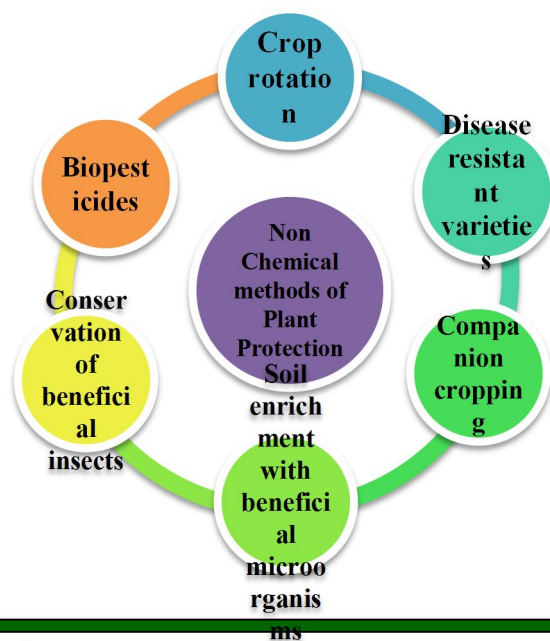 Crop
rotatio
n
Disease
resista
nt
varietie
s
Compa
nion
croppin
g
Soil
enrich
ment
with
benefici
al
microo
rganis
ms
Conser
vation
of
benefici
al
insects
Biopest
icides
Non
Chemical
methods of
Plant
Protection